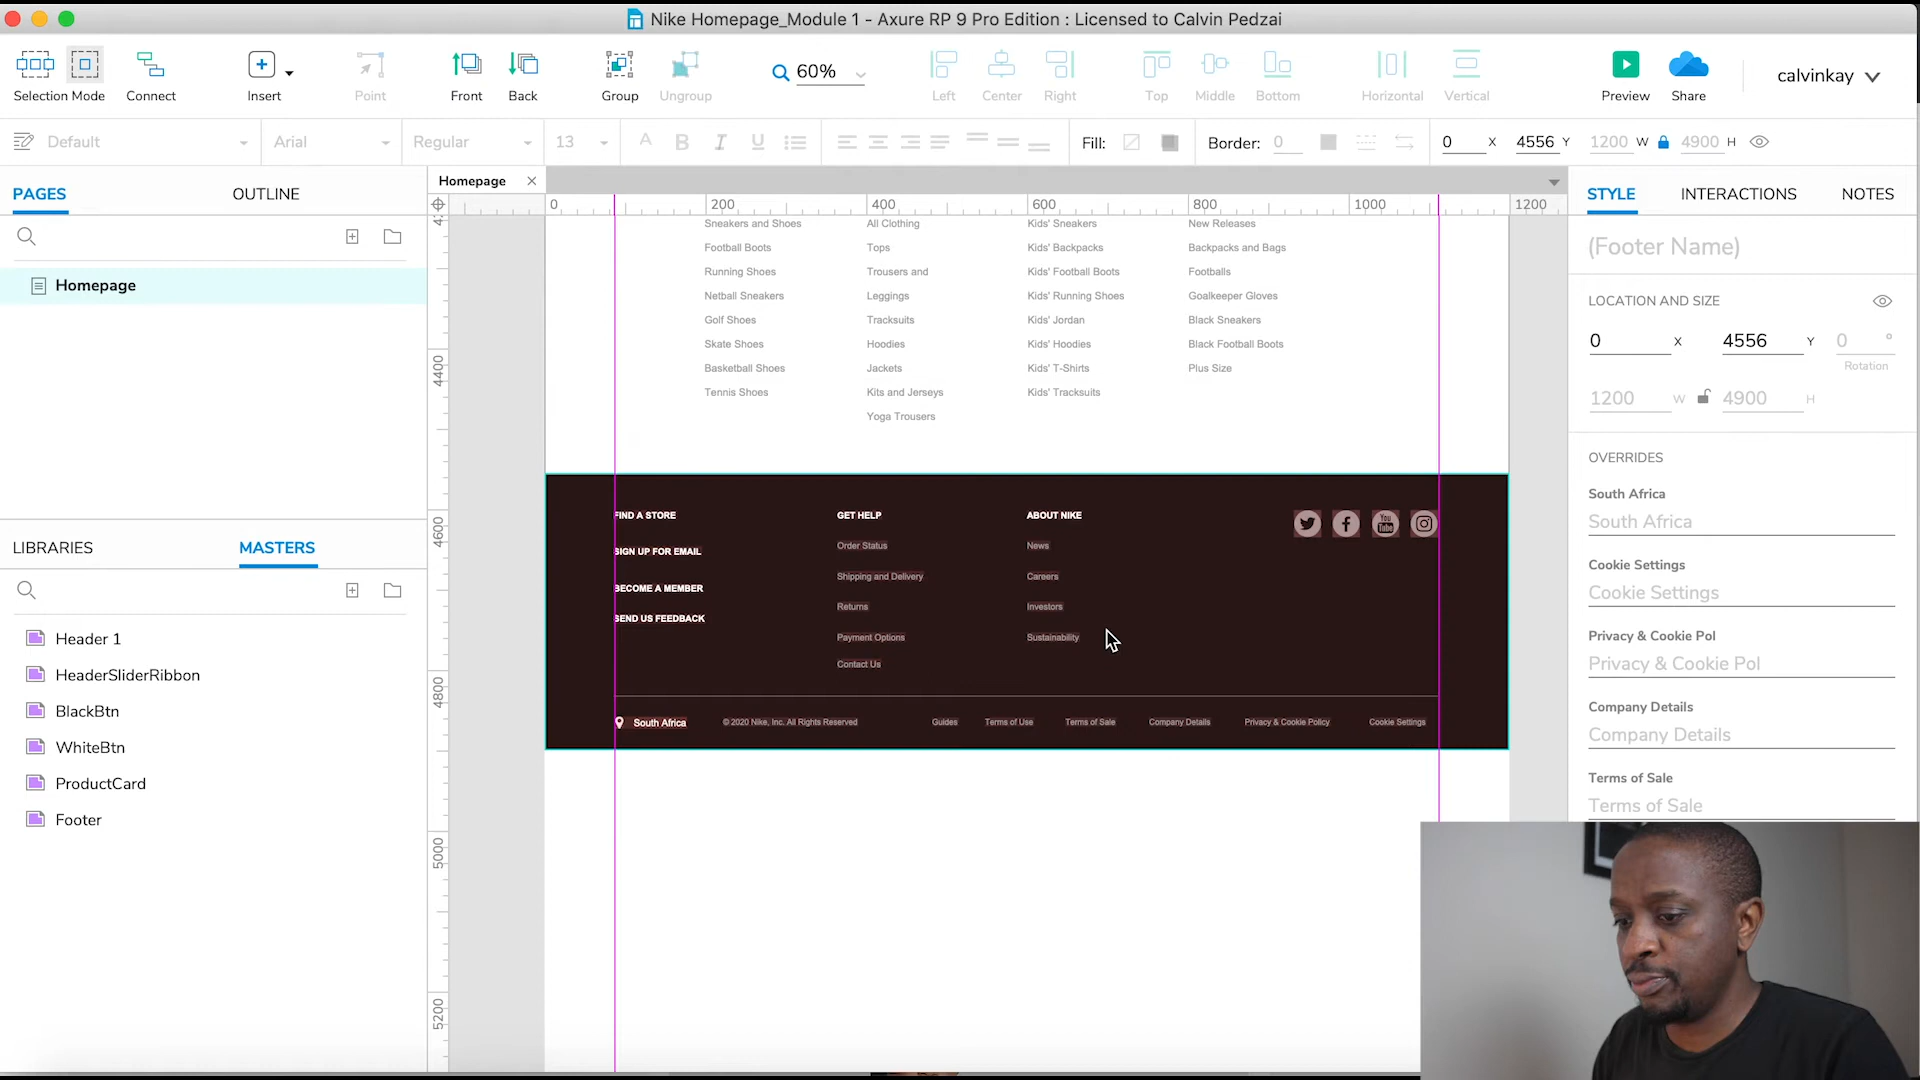 Nike Homepage_Module 1 - Axure RP 9 Pro Edition : Licensed to Calvin Pedzai
Selection Mode
Connect
Insert
Point
Front
Back
Group
Ungroup
60%
Left
Center
Right
Top
Middle
Bottom
Horizontal
Vertical
Preview
Share
calvinkay
Default
Arial
Regular
13
A B I U
Fill:
Border: 0
0 X 4556 Y 1200 W 4900 H
PAGES
OUTLINE
Homepage
LIBRARIES
MASTERS
Header 1
HeaderSliderRibbon
BlackBtn
WhiteBtn
ProductCard
Footer
Homepage
0 200 400 600 800 1000 1200
4400
4600
4800
5000
5200
Sneakers and Shoes
Football Boots
Running Shoes
Netball Sneakers
Golf Shoes
Skate Shoes
Basketball Shoes
Tennis Shoes
All Clothing
Tops
Trousers and
Leggings
Tracksuits
Hoodies
Jackets
Kits and Jerseys
Yoga Trousers
Kids' Sneakers
Kids' Backpacks
Kids' Football Boots
Kids' Running Shoes
Kids' Jordan
Kids' Hoodies
Kids' T-Shirts
Kids' Tracksuits
New Releases
Backpacks and Bags
Footballs
Goalkeeper Gloves
Black Sneakers
Black Football Boots
Plus Size
FIND A STORE
SIGN UP FOR EMAIL
BECOME A MEMBER
SEND US FEEDBACK
GET HELP
Order Status
Shipping and Delivery
Returns
Payment Options
Contact Us
ABOUT NIKE
News
Careers
Investors
Sustainability
You
Tube
South Africa
© 2020 Nike, Inc. All Rights Reserved
Guides
Terms of Use
Terms of Sale
Company Details
Privacy & Cookie Policy
Cookie Settings
STYLE
INTERACTIONS
NOTES
(Footer Name)
LOCATION AND SIZE
0 X 4556 Y 0 °
Rotation
1200 W 4900 H
OVERRIDES
South Africa
South Africa
Cookie Settings
Cookie Settings
Privacy & Cookie Pol
Privacy & Cookie Pol
Company Details
Company Details
Terms of Sale
Terms of Sale